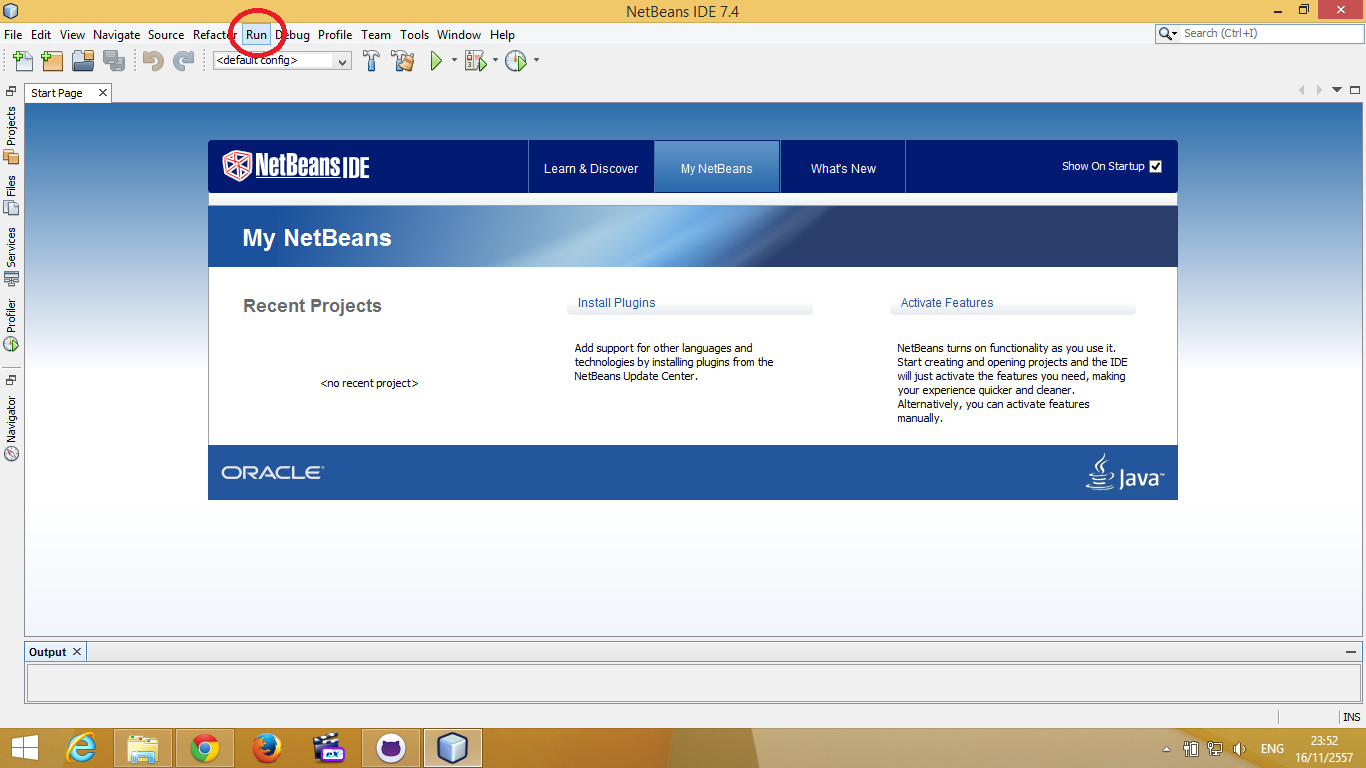 NetBeans IDE 7.4
File Edit View Navigate Source Refactor Run Debug Profile Team Tools Window Help
Search (Ctrl+I)
<default config>
Start Page
Projects
Files
Services
Profiler
Navigator
NetBeans IDE
Learn & Discover
My NetBeans
What's New
Show On Startup
My NetBeans
Recent Projects
<no recent project>
Install Plugins
Add support for other languages and
technologies by installing plugins from the
NetBeans Update Center.
Activate Features
NetBeans turns on functionality as you use it.
Start creating and opening projects and the IDE
will just activate the features you need, making
your experience quicker and cleaner.
Alternatively, you can activate features
manually.
ORACLE
Java™
Output
INS
ex
ENG
23:52
16/11/2557